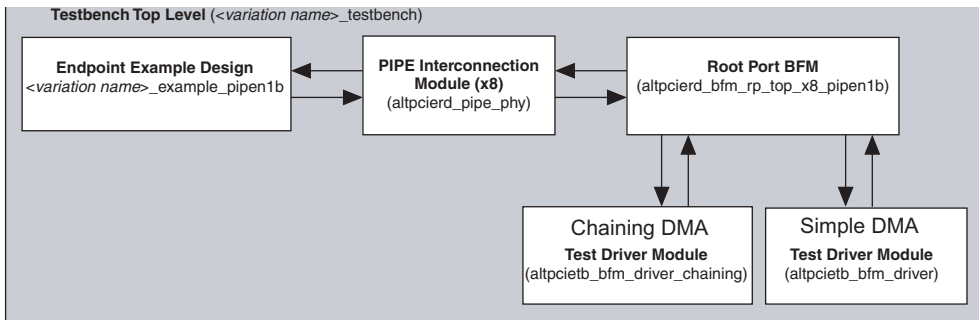 Testbench Top Level (<variation name>_testbench)
Endpoint Example Design
<variation name>_example_pipen1b
PIPE Interconnection
Module (x8)
(altpcierd_pipe_phy)
Root Port BFM
(altpcierd_bfm_rp_top_x8_pipen1b)
Chaining DMA
Test Driver Module
(altpcietb_bfm_driver_chaining)
Simple DMA
Test Driver Module
(altpcietb_bfm_driver)